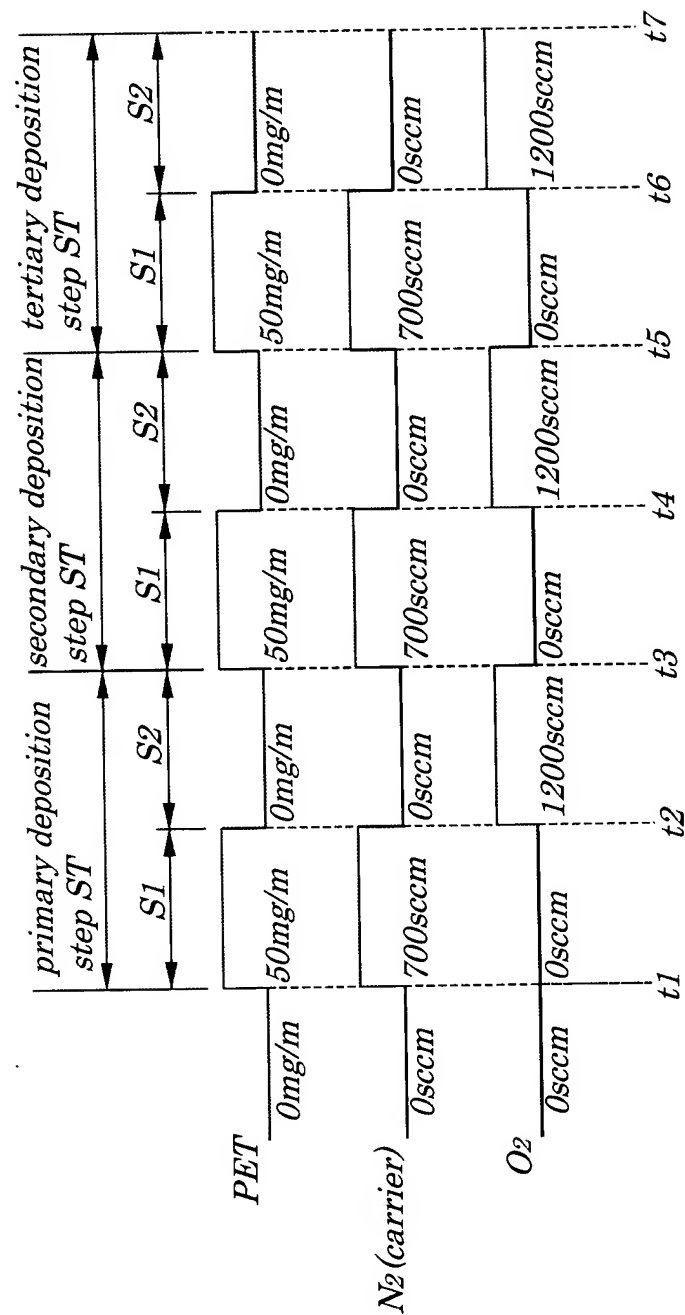 primary deposition
step ST
secondary deposition
step ST
tertiary deposition
step ST
S1 S2 S1 S2 S1 S2
PET 0mg/m 50mg/m 0mg/m 50mg/m 0mg/m 50mg/m 0mg/m
N2(carrier) 0sccm 700sccm 0sccm 700sccm 0sccm 700sccm 0sccm
O2 0sccm 0sccm 1200sccm 0sccm 1200sccm 0sccm 1200sccm
t1 t2 t3 t4 t5 t6 t7